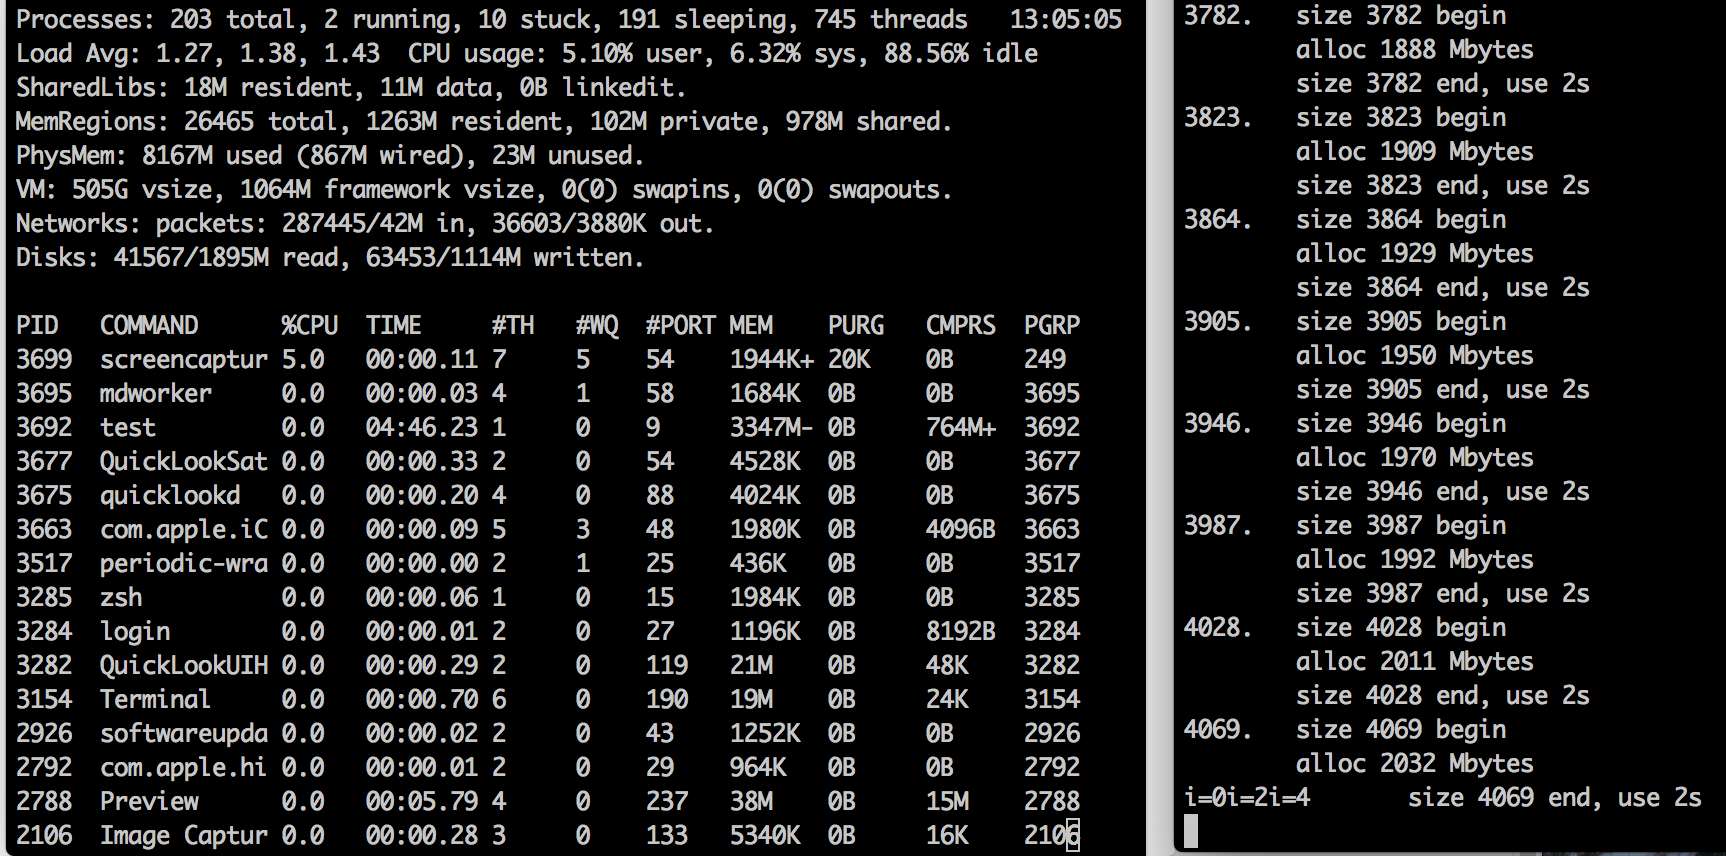 Processes: 203 total, 2 running, 10 stuck, 191 sleeping, 745 threads   13:05:05
Load Avg: 1.27, 1.38, 1.43  CPU usage: 5.10% user, 6.32% sys, 88.56% idle
SharedLibs: 18M resident, 11M data, 0B linkedit.
MemRegions: 26465 total, 1263M resident, 102M private, 978M shared.
PhysMem: 8167M used (867M wired), 23M unused.
VM: 505G vsize, 1064M framework vsize, 0(0) swapins, 0(0) swapouts.
Networks: packets: 287445/42M in, 36603/3880K out.
Disks: 41567/1895M read, 63453/1114M written.
PID   COMMAND      %CPU  TIME     #TH   #WQ  #PORT MEM    PURG   CMPRS  PGRP
3699  screencaptur 5.0   00:00.11 7     5    54    1944K+ 20K    0B     249
3695  mdworker     0.0   00:00.03 4     1    58    1684K  0B     0B     3695
3692  test         0.0   04:46.23 1     0    9     3347M- 0B     764M+  3692
3677  QuickLookSat 0.0   00:00.33 2     0    54    4528K  0B     0B     3677
3675  quicklookd   0.0   00:00.20 4     0    88    4024K  0B     0B     3675
3663  com.apple.iC 0.0   00:00.09 5     3    48    1980K  0B     4096B  3663
3517  periodic-wra 0.0   00:00.00 2     1    25    436K   0B     0B     3517
3285  zsh          0.0   00:00.06 1     0    15    1984K  0B     0B     3285
3284  login        0.0   00:00.01 2     0    27    1196K  0B     8192B  3284
3282  QuickLookUIH 0.0   00:00.29 2     0    119   21M    0B     48K    3282
3154  Terminal     0.0   00:00.70 6     0    190   19M    0B     24K    3154
2926  softwareupda 0.0   00:00.02 2     0    43    1252K  0B     0B     2926
2792  com.apple.hi 0.0   00:00.01 2     0    29    964K   0B     0B     2792
2788  Preview      0.0   00:05.79 4     0    237   38M    0B     15M    2788
2106  Image Captur 0.0   00:00.28 3     0    133   5340K  0B     16K    2106
3782.   size 3782 begin
alloc 1888 Mbytes
size 3782 end, use 2s
3823.   size 3823 begin
alloc 1909 Mbytes
size 3823 end, use 2s
3864.   size 3864 begin
alloc 1929 Mbytes
size 3864 end, use 2s
3905.   size 3905 begin
alloc 1950 Mbytes
size 3905 end, use 2s
3946.   size 3946 begin
alloc 1970 Mbytes
size 3946 end, use 2s
3987.   size 3987 begin
alloc 1992 Mbytes
size 3987 end, use 2s
4028.   size 4028 begin
alloc 2011 Mbytes
size 4028 end, use 2s
4069.   size 4069 begin
alloc 2032 Mbytes
i=0i=2i=4       size 4069 end, use 2s